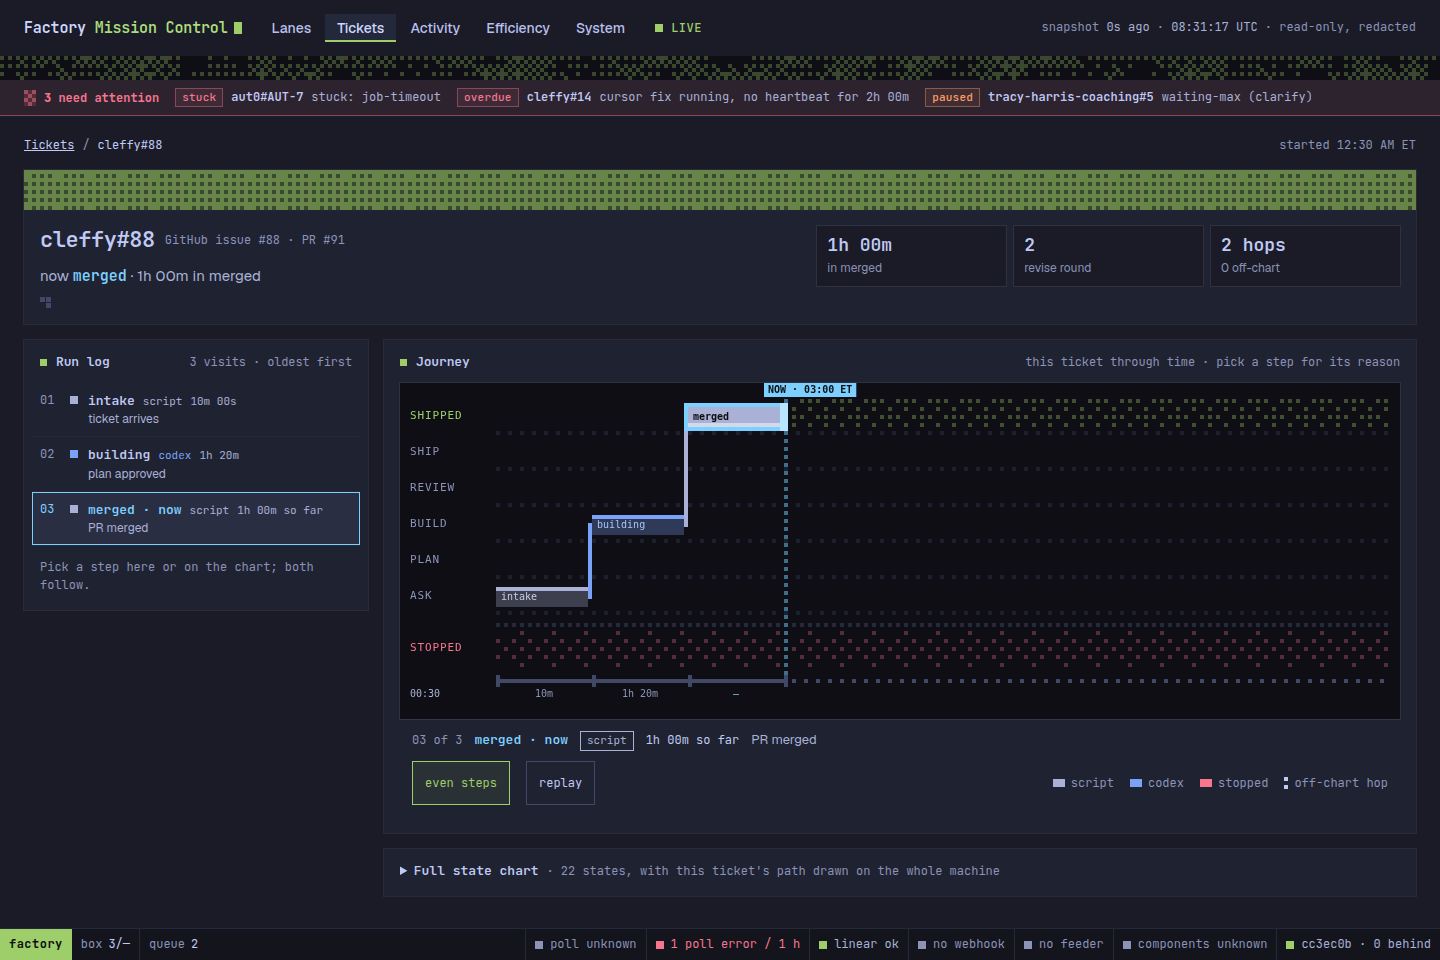 Factory Mission Control Lanes Tickets Activity Efficiency System LIVE snapshot 0s ago · 08:31:17 UTC · read-only, redacted
3 need attention stuck aut0#AUT-7 stuck: job-timeout overdue cleffy#14 cursor fix running, no heartbeat for 2h 00m paused tracy-harris-coaching#5 waiting-max (clarify)
Tickets / cleffy#88 started 12:30 AM ET
cleffy#88 GitHub issue #88 · PR #91
now merged · 1h 00m in merged
1h 00m
in merged
2
revise round
2 hops
0 off-chart
Run log 3 visits · oldest first
01 intake script 10m 00s
ticket arrives
02 building codex 1h 20m
plan approved
03 merged · now script 1h 00m so far
PR merged
Pick a step here or on the chart; both
follow.
Journey this ticket through time · pick a step for its reason
NOW · 03:00 ET
SHIPPED merged
SHIP
REVIEW
BUILD building
PLAN
ASK intake
STOPPED
00:30 10m 1h 20m –
03 of 3 merged · now script 1h 00m so far PR merged
even steps replay script codex stopped off-chart hop
▶ Full state chart · 22 states, with this ticket's path drawn on the whole machine
factory box 3/– queue 2 poll unknown 1 poll error / 1 h linear ok no webhook no feeder components unknown cc3ec0b · 0 behind